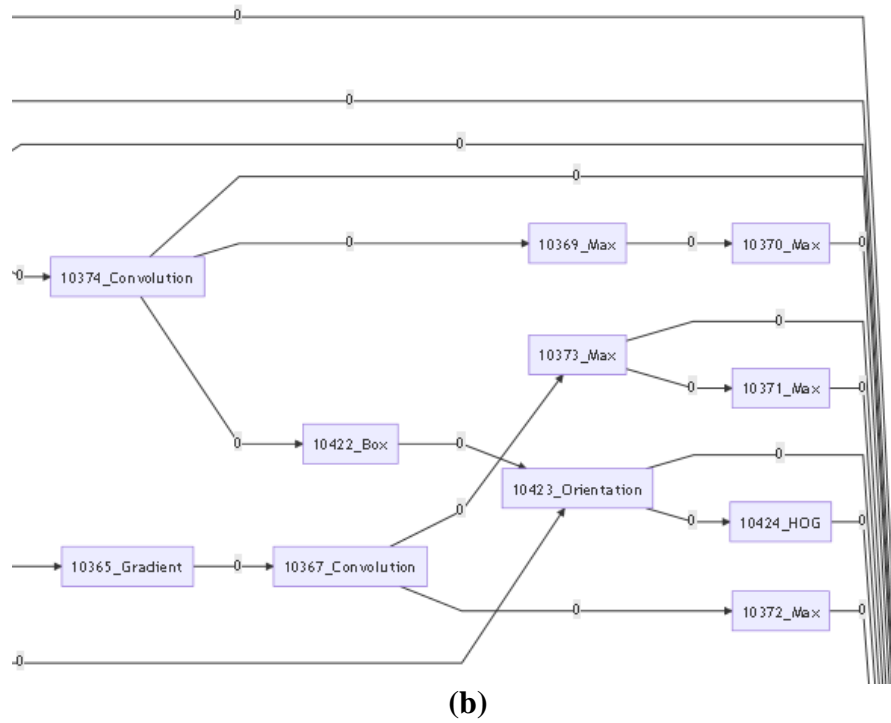 0
0
0
0
0
10369_Max
0
10370_Max
0
0
10374_Convolution
0
10373_Max
0
10371_Max
0
0
10422_Box
0
0
10423_Orientation
0
0
10424_HOG
0
10365_Gradient
0
10367_Convolution
0
10372_Max
0
0
(b)